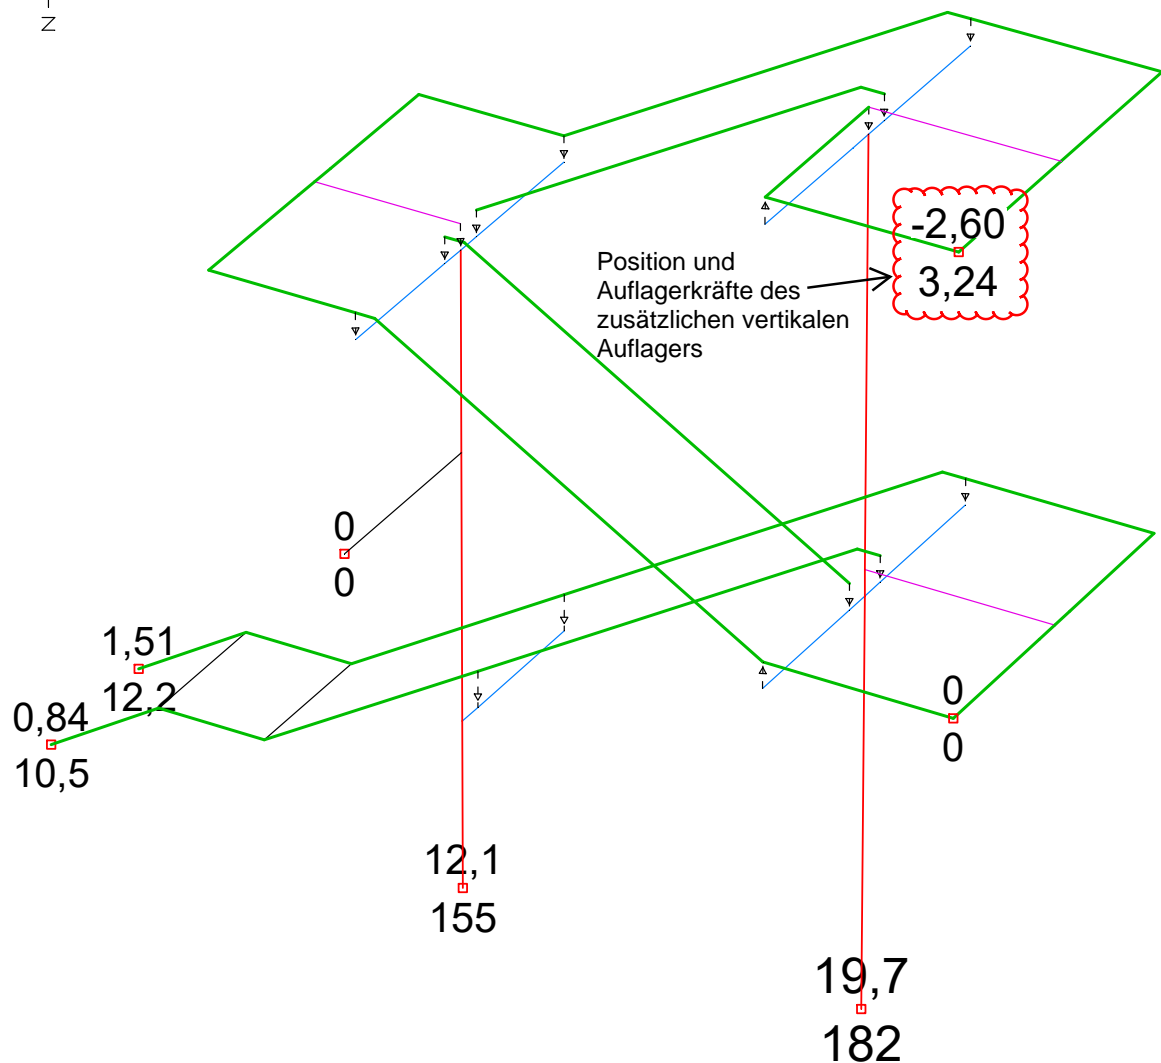 Z
-2,60
3,24
Position und
Auflagerkräfte des
zusätzlichen vertikalen
Auflagers
0
0
1,51
12,2
0,84
10,5
0
0
12,1
155
19,7
182